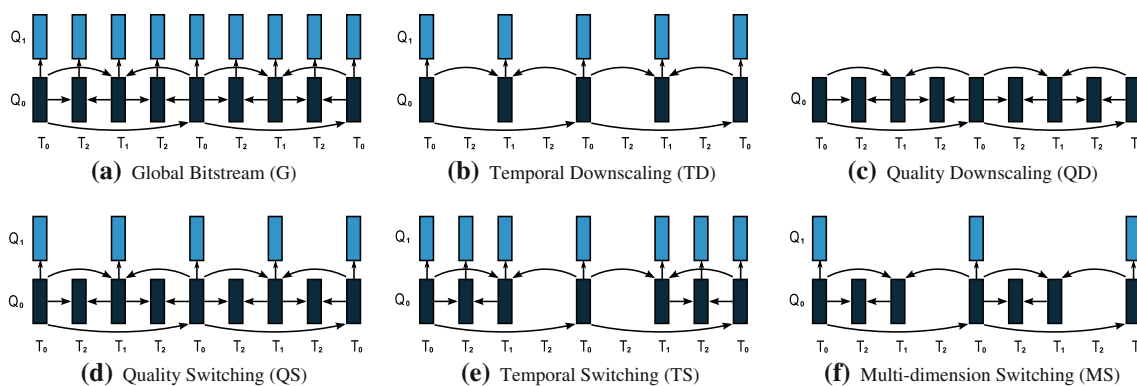 Q₁
Q₀
T₀ T₂ T₁ T₂ T₀ T₂ T₁ T₂ T₀
(a) Global Bitstream (G)
Q₁
Q₀
T₀ T₂ T₁ T₂ T₀ T₂ T₁ T₂ T₀
(b) Temporal Downscaling (TD)
Q₀
T₀ T₂ T₁ T₂ T₀ T₂ T₁ T₂ T
(c) Quality Downscaling (QD)
Q₁
Q₀
T₀ T₂ T₁ T₂ T₀ T₂ T₁ T₂ T₀
(d) Quality Switching (QS)
Q₁
Q₀
T₀ T₂ T₁ T₂ T₀ T₂ T₁ T₂ T₀
(e) Temporal Switching (TS)
Q₁
Q₀
T₀ T₂ T₁ T₂ T₀ T₂ T₁ T₂ T
(f) Multi-dimension Switching (MS)